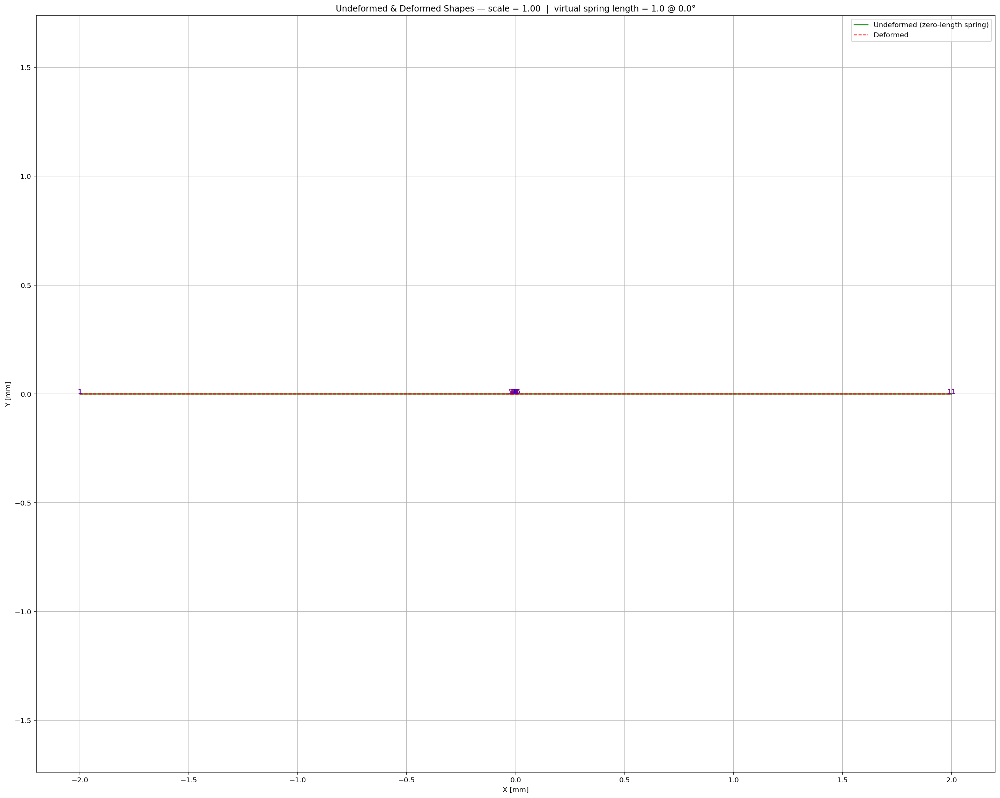 Undeformed & Deformed Shapes — scale = 1.00 | virtual spring length = 1.0 @ 0.0°
Undeformed (zero-length spring)
Deformed
1.5
1.0
0.5
0.0
−0.5
−1.0
−1.5
Y [mm]
1
11
−2.0 −1.5 −1.0 −0.5 0.0 0.5 1.0 1.5 2.0
X [mm]